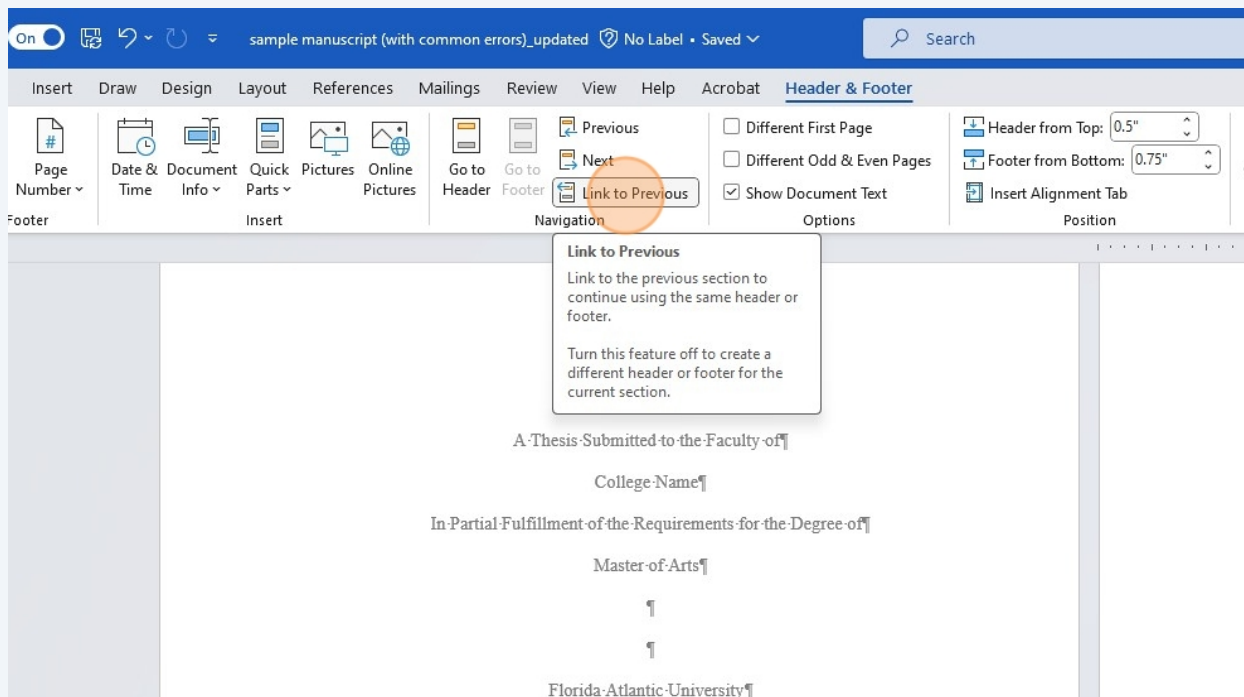 On
sample manuscript (with common errors)_updated No Label • Saved
Search
Insert Draw Design Layout References Mailings Review View Help Acrobat Header & Footer
Page Number
Date & Time
Document Info
Quick Parts
Pictures
Online Pictures
Go to Header
Go to Footer
Previous
Next
Link to Previous
Different First Page
Different Odd & Even Pages
Show Document Text
Header from Top: 0.5"
Footer from Bottom: 0.75"
Insert Alignment Tab
Footer Insert Navigation Options Position
Link to Previous
Link to the previous section to
continue using the same header or
footer.
Turn this feature off to create a
different header or footer for the
current section.
A·Thesis·Submitted·to·the·Faculty·of¶
College·Name¶
In·Partial·Fulfillment·of·the·Requirements·for·the·Degree·of¶
Master·of·Arts¶
¶
¶
Florida·Atlantic·University¶